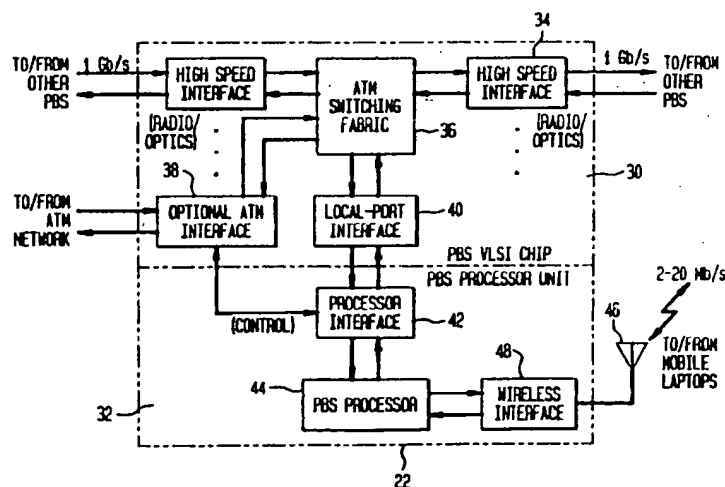 34
TO/FROM
OTHER
PBS
1 Gb/s
HIGH SPEED
INTERFACE
ATM
SWITCHING
FABRIC
HIGH SPEED
INTERFACE
1 Gb/s
TO/FROM
OTHER
PBS
(RADIO/
OPTICS)
36
(RADIO/
OPTICS)
38
40
30
TO/FROM
ATM
NETWORK
OPTIONAL ATM
INTERFACE
LOCAL-PORT
INTERFACE
PBS VLSI CHIP
PBS PROCESSOR UNIT
2-20 Mb/s
(CONTROL)
PROCESSOR
INTERFACE
42
46
TO/FROM
MOBILE
LAPTOPS
48
44
PBS PROCESSOR
WIRELESS
INTERFACE
32
22